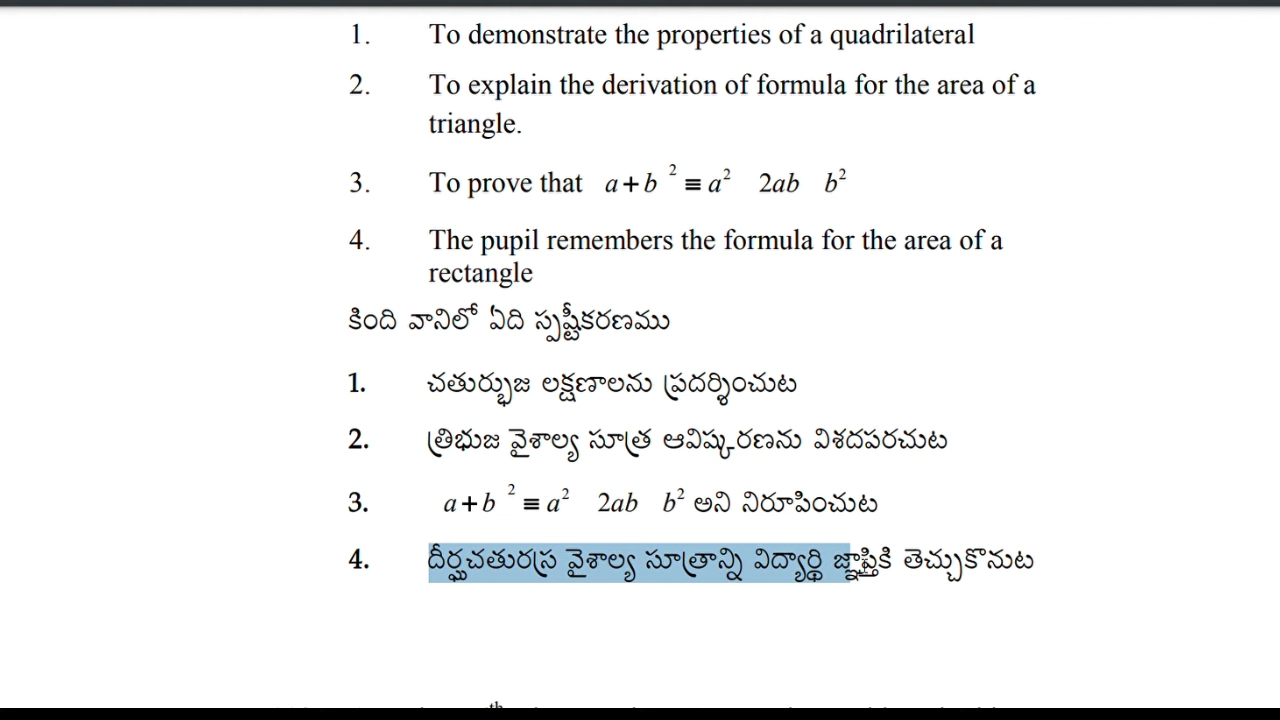 1. To demonstrate the properties of a quadrilateral
2. To explain the derivation of formula for the area of a
triangle.
3. To prove that a+b ² ≡ a² 2ab b²
4. The pupil remembers the formula for the area of a
rectangle
కింది వానిలో ఏది స్పష్టీకరణము
1. చతుర్భుజ లక్షణాలను ప్రదర్శించుట
2. త్రిభుజ వైశాల్య సూత్ర ఆవిష్కరణను విశదపరచుట
3. a+b ² ≡ a² 2ab b² అని నిరూపించుట
4. దీర్ఘచతురస్ర వైశాల్య సూత్రాన్ని విద్యార్థి జ్ఞాప్తికి తెచ్చుకొనుట
th